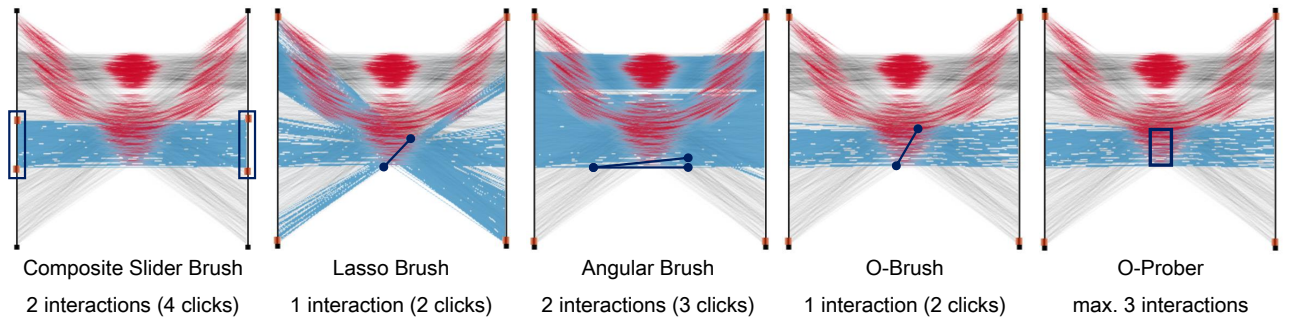 Composite Slider Brush
2 interactions (4 clicks)
Lasso Brush
1 interaction (2 clicks)
Angular Brush
2 interactions (3 clicks)
O-Brush
1 interaction (2 clicks)
O-Prober
max. 3 interactions